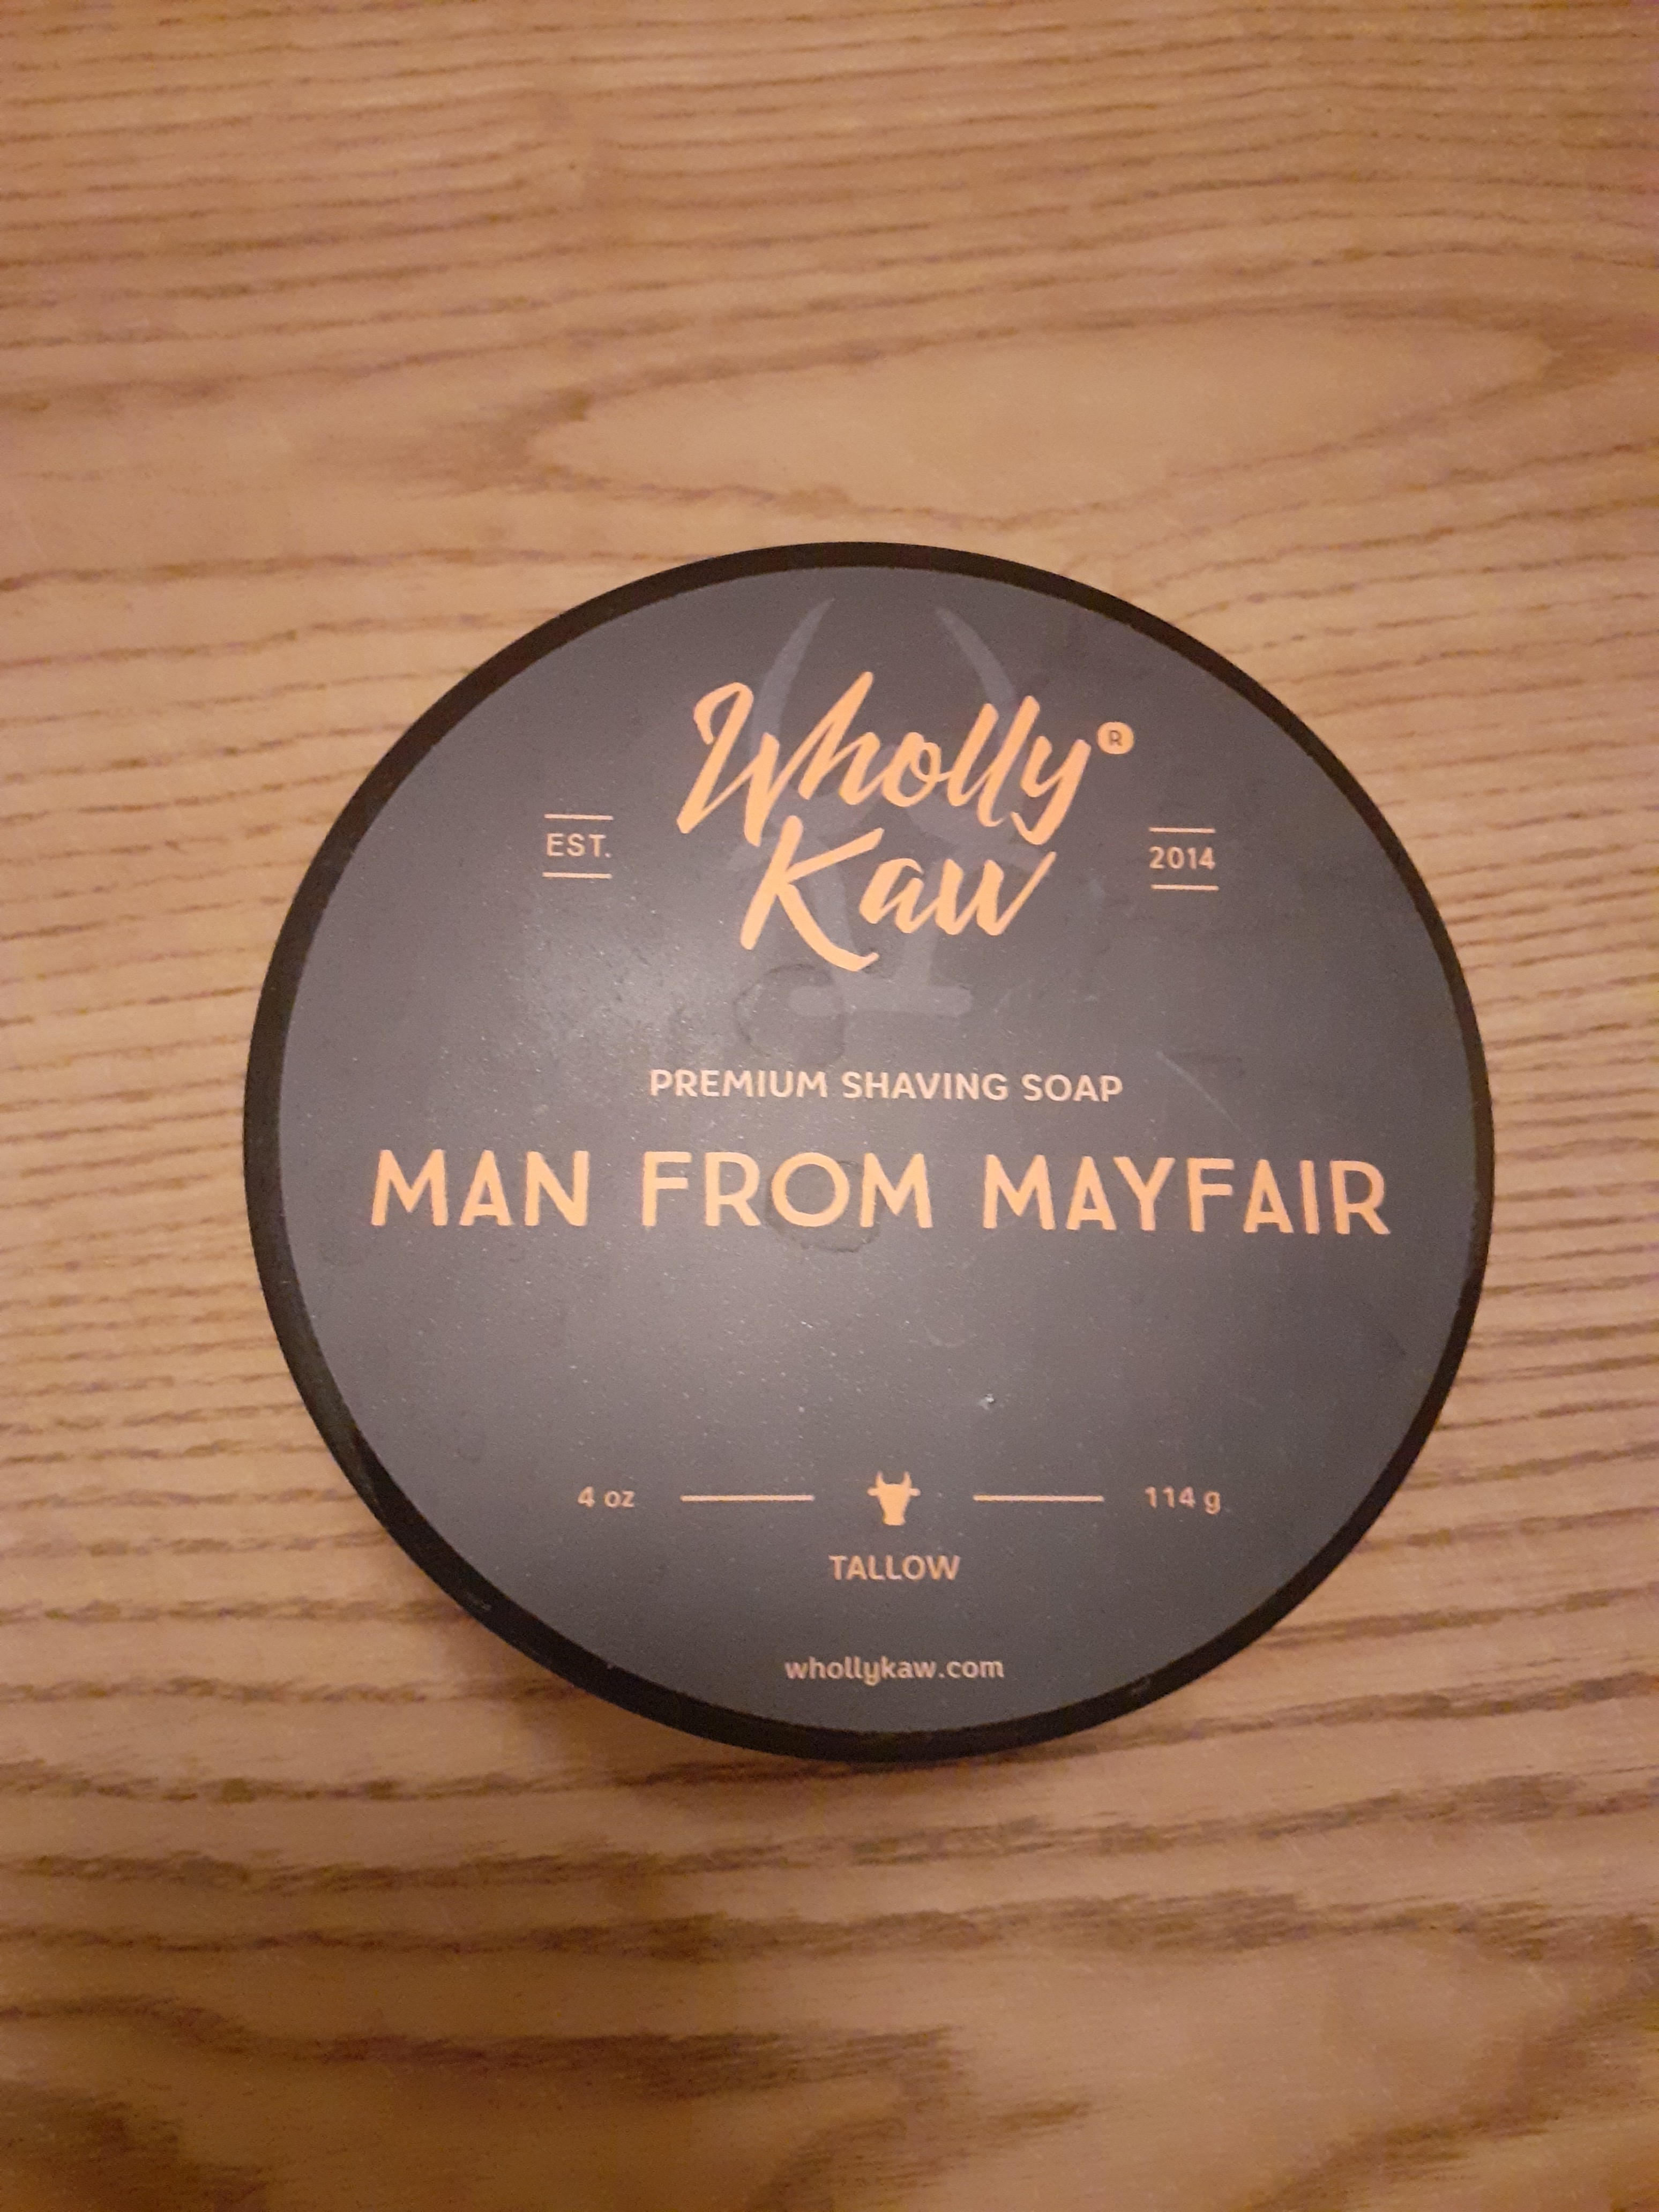 Wholly®
Kaw
EST.
2014
PREMIUM SHAVING SOAP
MAN FROM MAYFAIR
4 oz
114 g
TALLOW
whollykaw.com